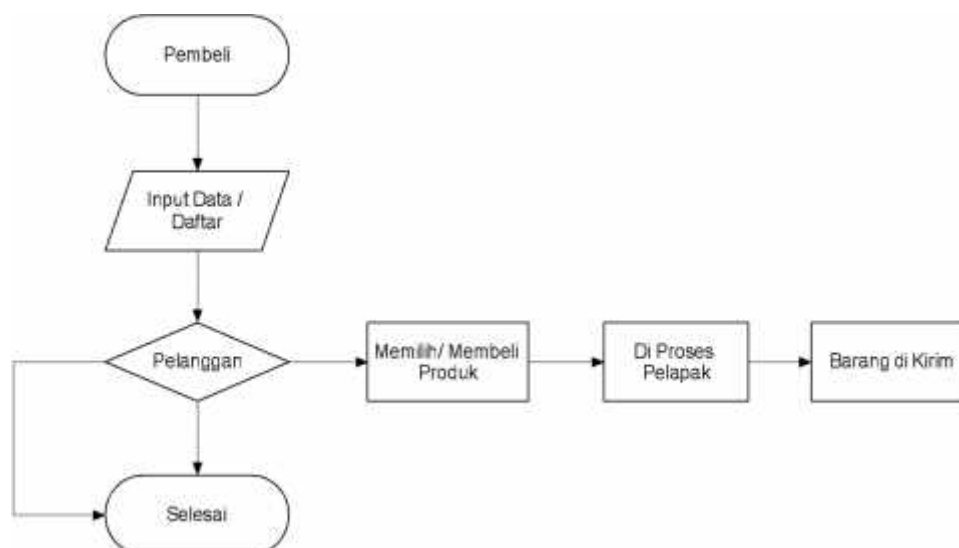 Pembeli
Input Data /
Daftar
Pelanggan
Memilih/ Membeli
Produk
Di Proses
Pelapak
Barang di Kirim
Selesai